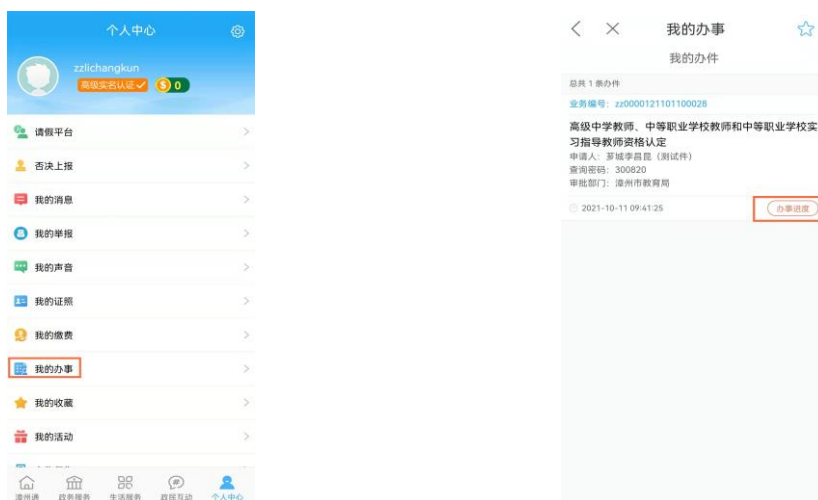 个人中心
zzlichangkun
高级实名认证
0
请假平台
否决上报
我的消息
我的举报
我的声音
我的证照
我的缴费
我的办事
我的收藏
我的活动
漳州通 政务服务 生活服务 政民互动 个人中心
我的办事
我的办件
总共 1 条办件
业务编号：zz0000121101100028
高级中学教师、中等职业学校教师和中等职业学校实
习指导教师资格认定
申请人：芗城李昌昆（测试件）
查询密码：300820
审批部门：漳州市教育局
2021-10-11 09:41:25 办事进度